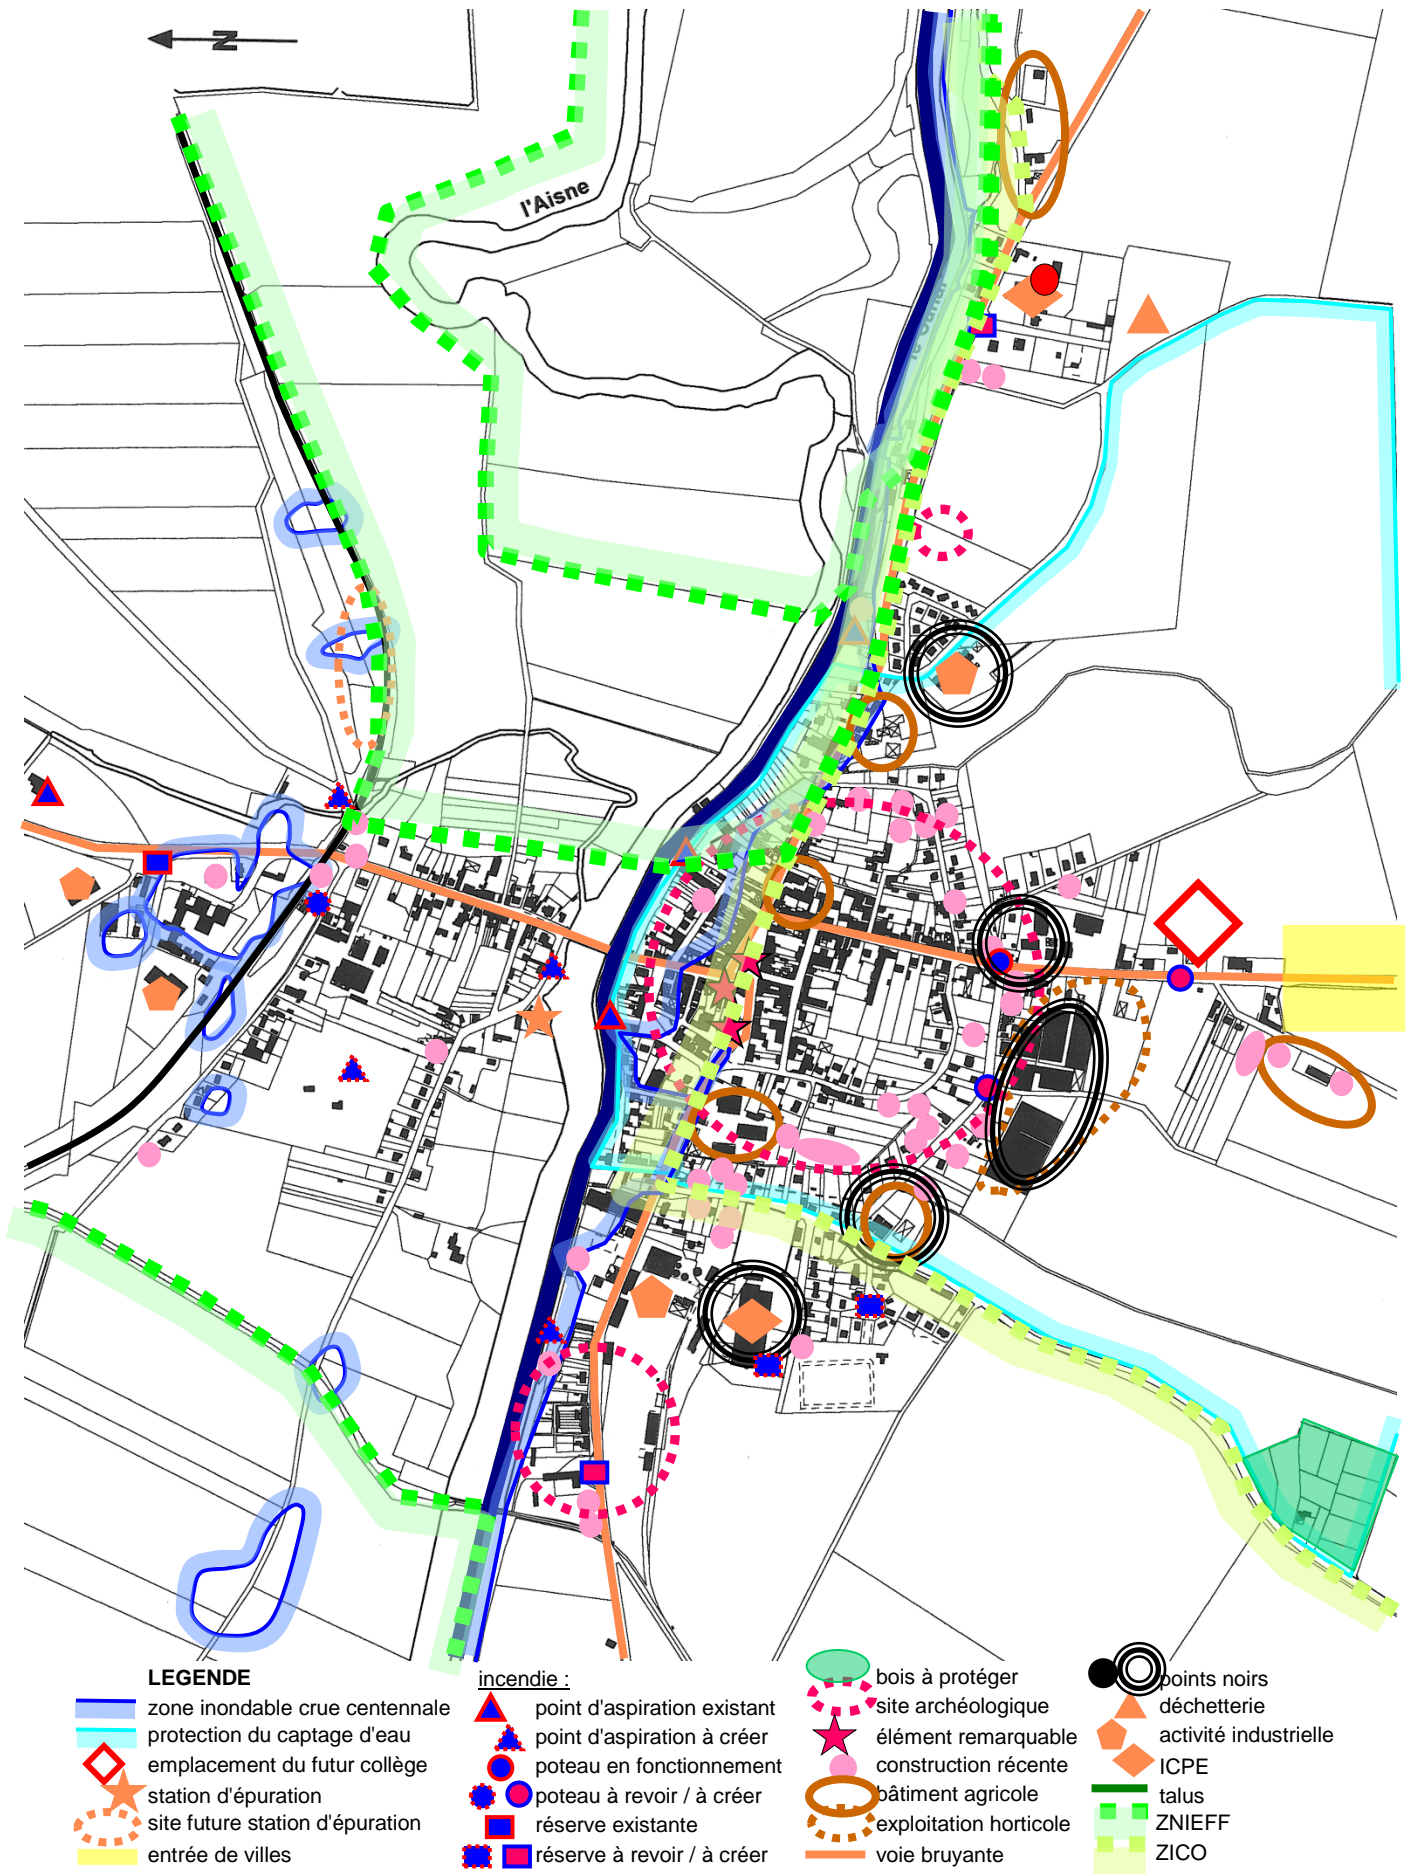 N
l'Aisne
le Canal
LEGENDE
zone inondable crue centennale
protection du captage d'eau
emplacement du futur collège
station d'épuration
site future station d'épuration
entrée de villes
incendie :
point d'aspiration existant
point d'aspiration à créer
poteau en fonctionnement
poteau à revoir / à créer
réserve existante
réserve à revoir / à créer
bois à protéger
site archéologique
élément remarquable
construction récente
bâtiment agricole
exploitation horticole
voie bruyante
points noirs
déchetterie
activité industrielle
ICPE
talus
ZNIEFF
ZICO